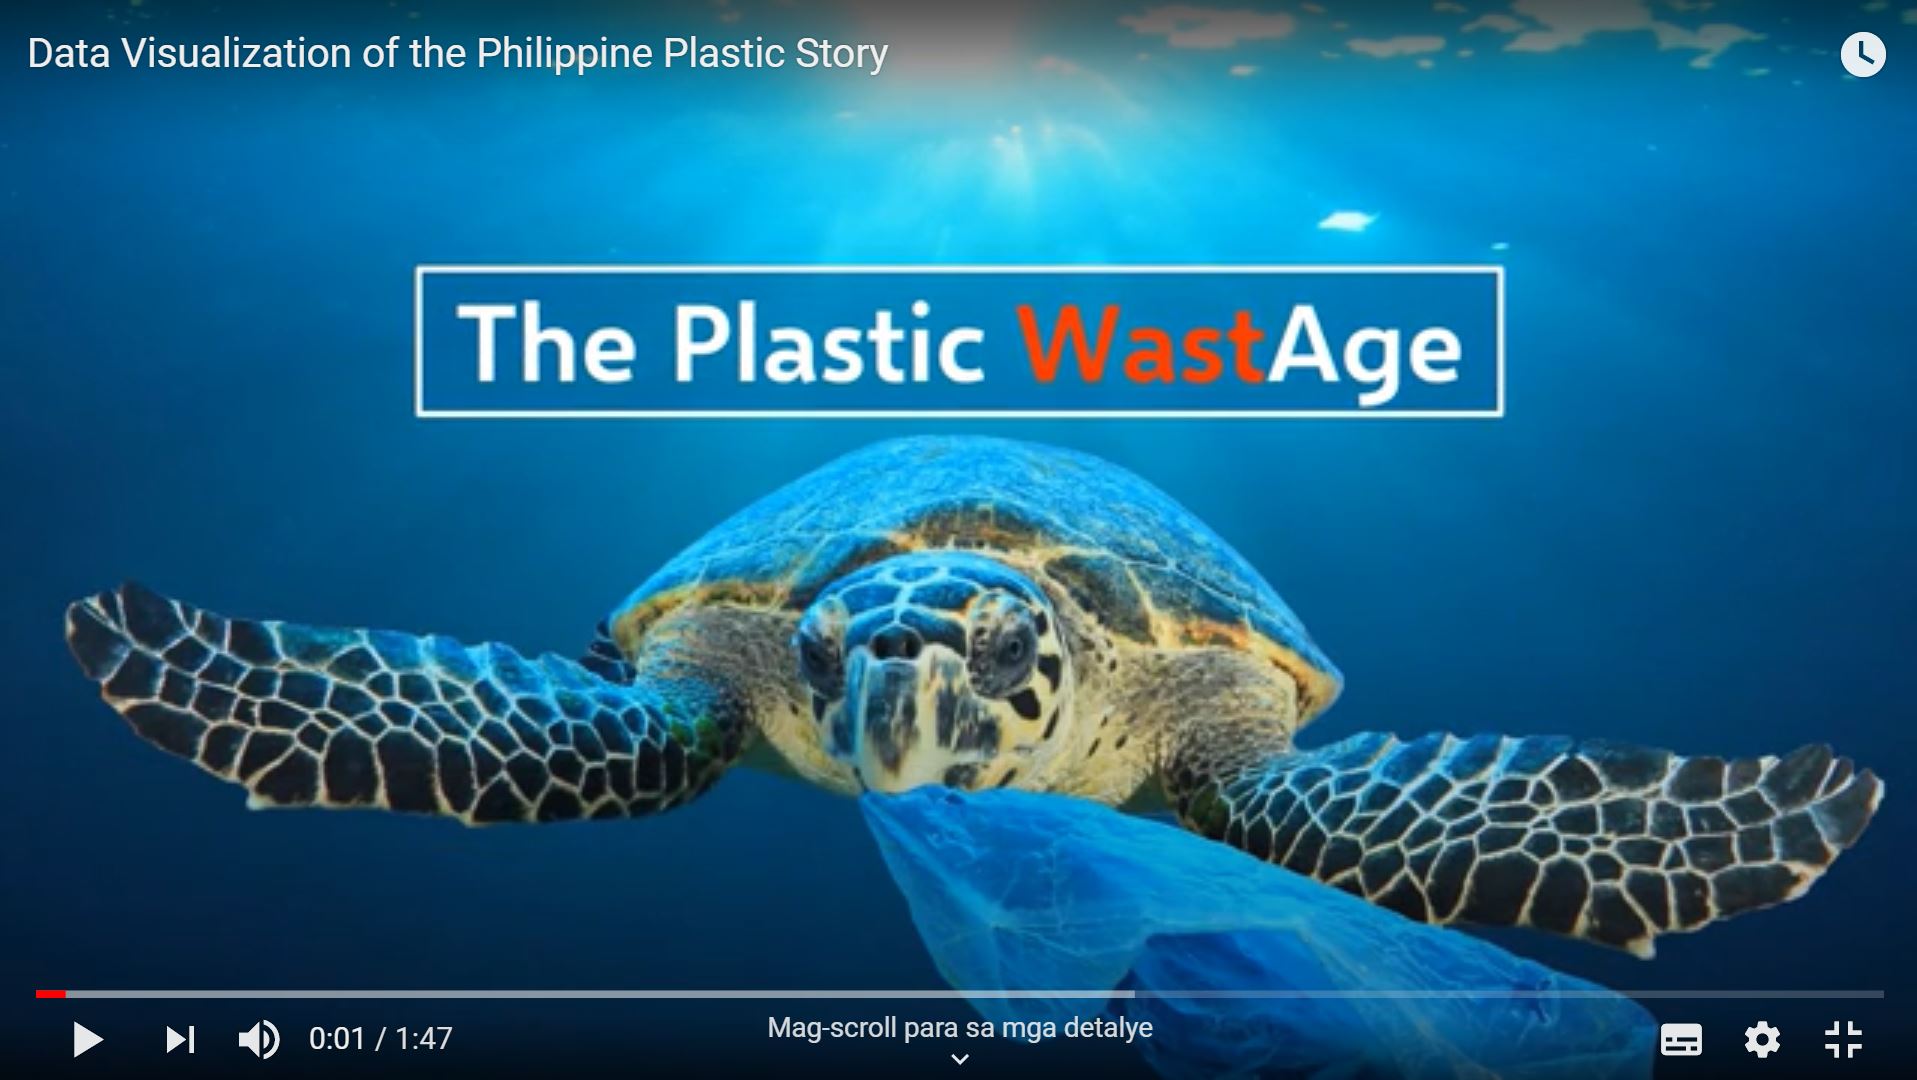 Data Visualization of the Philippine Plastic Story
The Plastic WastAge
0:01 / 1:47
Mag-scroll para sa mga detalye